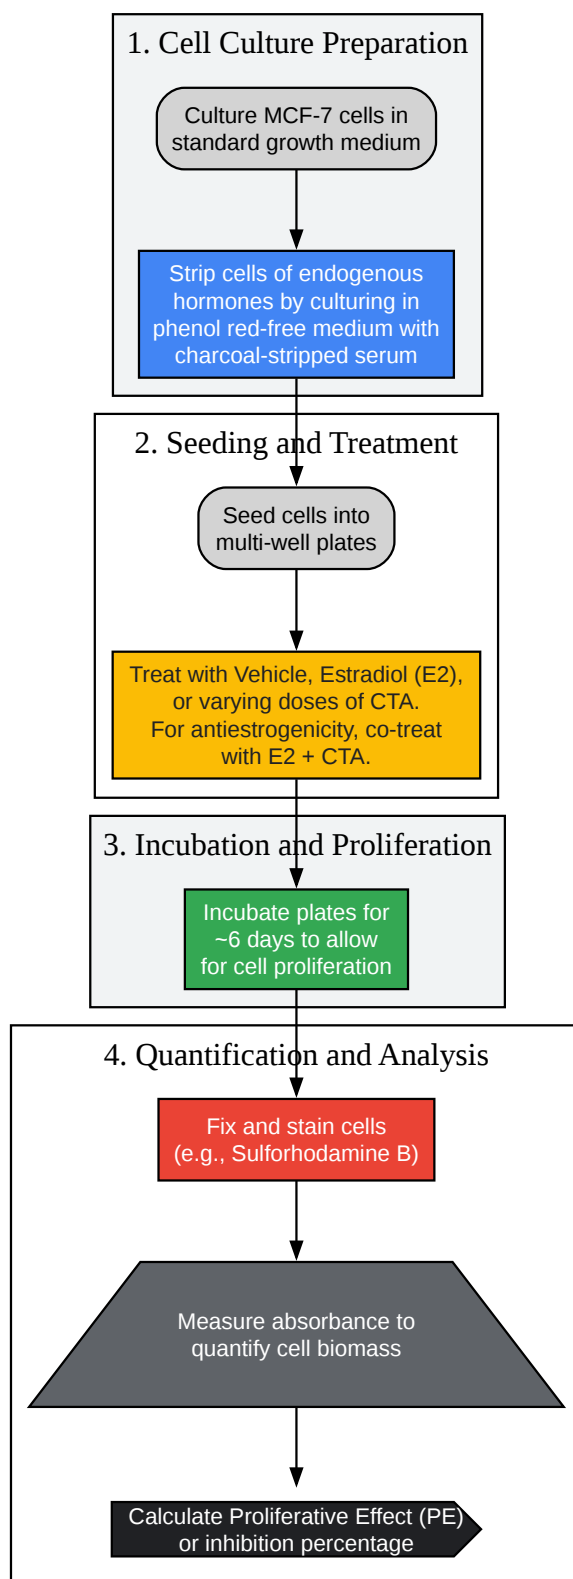 1. Cell Culture Preparation
Culture MCF-7 cells in
standard growth medium
Strip cells of endogenous
hormones by culturing in
phenol red-free medium with
charcoal-stripped serum
2. Seeding and Treatment
Seed cells into
multi-well plates
Treat with Vehicle, Estradiol (E2),
or varying doses of CTA.
For antiestrogenicity, co-treat
with E2 + CTA.
3. Incubation and Proliferation
Incubate plates for
~6 days to allow
for cell proliferation
4. Quantification and Analysis
Fix and stain cells
(e.g., Sulforhodamine B)
Measure absorbance to
quantify cell biomass
Calculate Proliferative Effect (PE)
or inhibition percentage